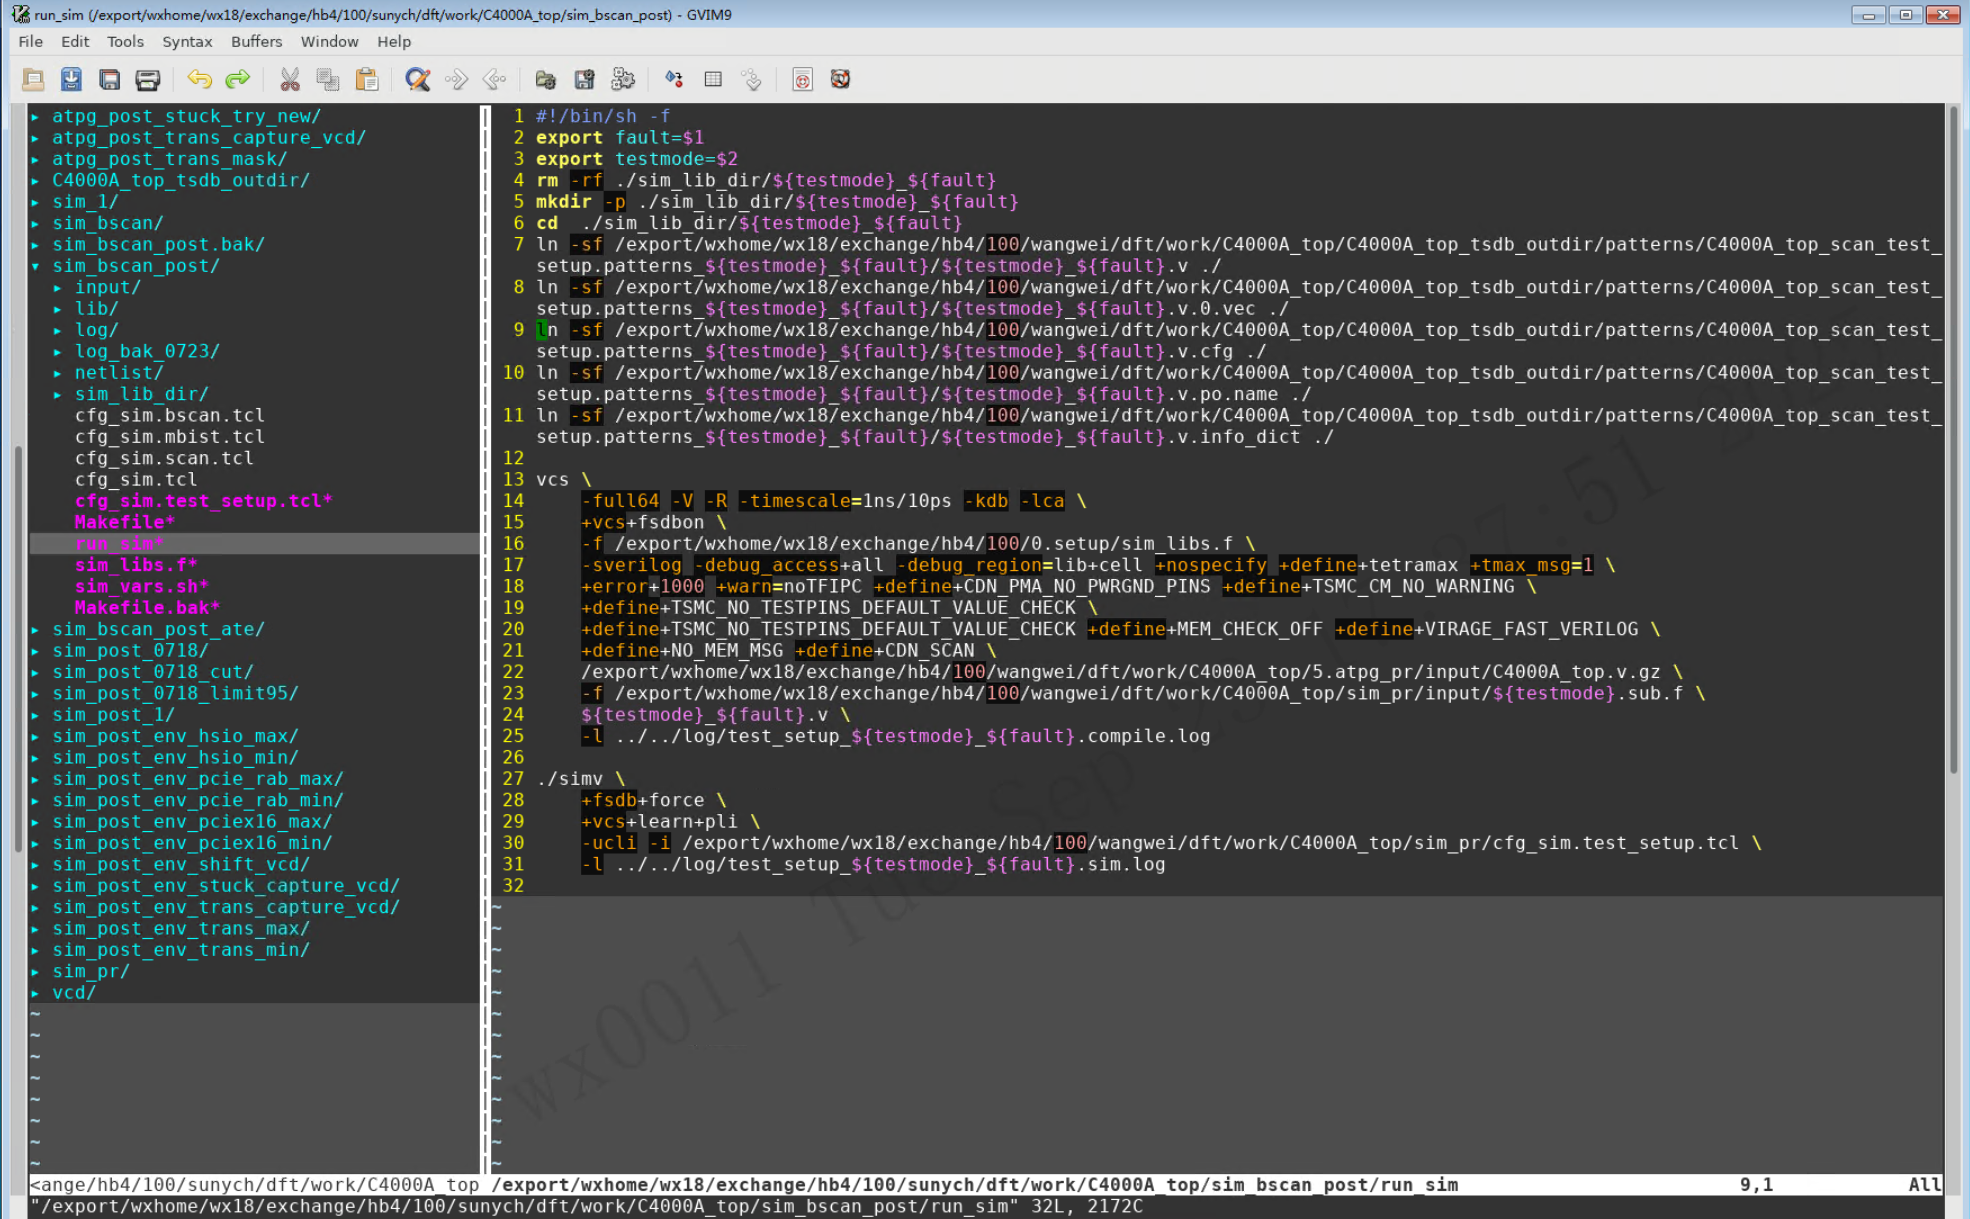 run_sim (/export/wxhome/wx18/exchange/hb4/100/sunych/dft/work/C4000A_top/sim_bscan_post) - GVIM9
File Edit Tools Syntax Buffers Window Help
▸ atpg_post_stuck_try_new/
▸ atpg_post_trans_capture_vcd/
▸ atpg_post_trans_mask/
▸ C4000A_top_tsdb_outdir/
▸ sim_1/
▸ sim_bscan/
▸ sim_bscan_post.bak/
▾ sim_bscan_post/
▸ input/
▸ lib/
▸ log/
▸ log_bak_0723/
▸ netlist/
▸ sim_lib_dir/
cfg_sim.bscan.tcl
cfg_sim.mbist.tcl
cfg_sim.scan.tcl
cfg_sim.tcl
cfg_sim.test_setup.tcl*
Makefile*
run_sim*
sim_libs.f*
sim_vars.sh*
Makefile.bak*
▸ sim_bscan_post_ate/
▸ sim_post_0718/
▸ sim_post_0718_cut/
▸ sim_post_0718_limit95/
▸ sim_post_1/
▸ sim_post_env_hsio_max/
▸ sim_post_env_hsio_min/
▸ sim_post_env_pcie_rab_max/
▸ sim_post_env_pcie_rab_min/
▸ sim_post_env_pciex16_max/
▸ sim_post_env_pciex16_min/
▸ sim_post_env_shift_vcd/
▸ sim_post_env_stuck_capture_vcd/
▸ sim_post_env_trans_capture_vcd/
▸ sim_post_env_trans_max/
▸ sim_post_env_trans_min/
▸ sim_pr/
▸ vcd/
~
~
~
~
~
~
~
~
1 #!/bin/sh -f
2 export fault=$1
3 export testmode=$2
4 rm -rf ./sim_lib_dir/${testmode}_${fault}
5 mkdir -p ./sim_lib_dir/${testmode}_${fault}
6 cd  ./sim_lib_dir/${testmode}_${fault}
7 ln -sf /export/wxhome/wx18/exchange/hb4/100/wangwei/dft/work/C4000A_top/C4000A_top_tsdb_outdir/patterns/C4000A_top_scan_test_
setup.patterns_${testmode}_${fault}/${testmode}_${fault}.v ./
8 ln -sf /export/wxhome/wx18/exchange/hb4/100/wangwei/dft/work/C4000A_top/C4000A_top_tsdb_outdir/patterns/C4000A_top_scan_test_
setup.patterns_${testmode}_${fault}/${testmode}_${fault}.v.0.vec ./
9 ln -sf /export/wxhome/wx18/exchange/hb4/100/wangwei/dft/work/C4000A_top/C4000A_top_tsdb_outdir/patterns/C4000A_top_scan_test_
setup.patterns_${testmode}_${fault}/${testmode}_${fault}.v.cfg ./
10 ln -sf /export/wxhome/wx18/exchange/hb4/100/wangwei/dft/work/C4000A_top/C4000A_top_tsdb_outdir/patterns/C4000A_top_scan_test_
setup.patterns_${testmode}_${fault}/${testmode}_${fault}.v.po.name ./
11 ln -sf /export/wxhome/wx18/exchange/hb4/100/wangwei/dft/work/C4000A_top/C4000A_top_tsdb_outdir/patterns/C4000A_top_scan_test_
setup.patterns_${testmode}_${fault}/${testmode}_${fault}.v.info_dict ./
12
13 vcs \
14     -full64 -V -R -timescale=1ns/10ps -kdb -lca \
15     +vcs+fsdbon \
16     -f /export/wxhome/wx18/exchange/hb4/100/0.setup/sim_libs.f \
17     -sverilog -debug_access+all -debug_region=lib+cell +nospecify +define+tetramax +tmax_msg=1 \
18     +error+1000 +warn=noTFIPC +define+CDN_PMA_NO_PWRGND_PINS +define+TSMC_CM_NO_WARNING \
19     +define+TSMC_NO_TESTPINS_DEFAULT_VALUE_CHECK \
20     +define+TSMC_NO_TESTPINS_DEFAULT_VALUE_CHECK +define+MEM_CHECK_OFF +define+VIRAGE_FAST_VERILOG \
21     +define+NO_MEM_MSG +define+CDN_SCAN \
22     /export/wxhome/wx18/exchange/hb4/100/wangwei/dft/work/C4000A_top/5.atpg_pr/input/C4000A_top.v.gz \
23     -f /export/wxhome/wx18/exchange/hb4/100/wangwei/dft/work/C4000A_top/sim_pr/input/${testmode}.sub.f \
24     ${testmode}_${fault}.v \
25     -l ../../log/test_setup_${testmode}_${fault}.compile.log
26
27 ./simv \
28     +fsdb+force \
29     +vcs+learn+pli \
30     -ucli -i /export/wxhome/wx18/exchange/hb4/100/wangwei/dft/work/C4000A_top/sim_pr/cfg_sim.test_setup.tcl \
31     -l ../../log/test_setup_${testmode}_${fault}.sim.log
32
~
~
~
~
~
~
~
~
~
~
~
~
~
<ange/hb4/100/sunych/dft/work/C4000A_top /export/wxhome/wx18/exchange/hb4/100/sunych/dft/work/C4000A_top/sim_bscan_post/run_sim 9,1 All
"/export/wxhome/wx18/exchange/hb4/100/sunych/dft/work/C4000A_top/sim_bscan_post/run_sim" 32L, 2172C
wx0011 Tue Sep